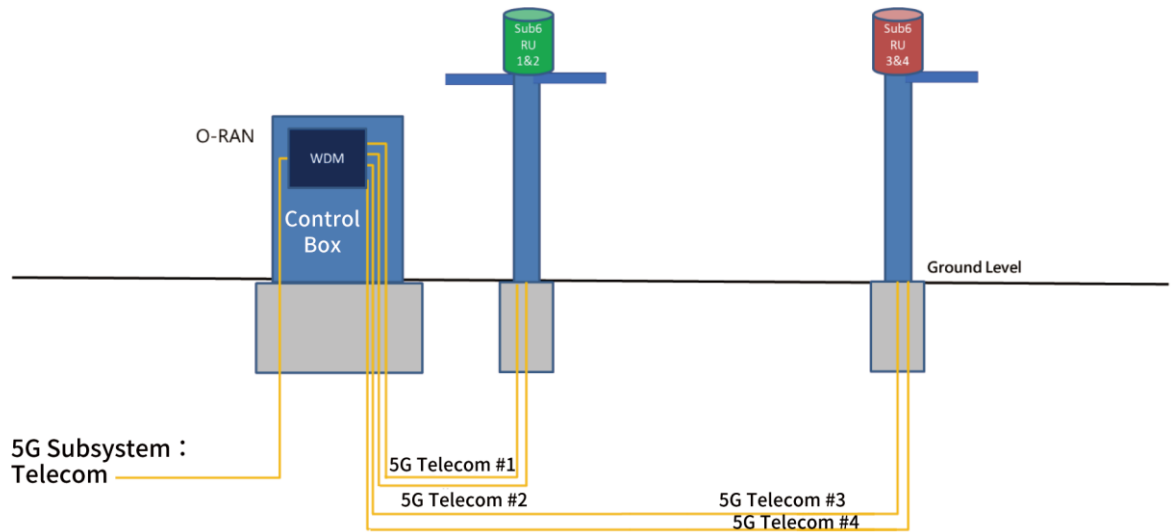 Sub6
RU
1&2
Sub6
RU
3&4
O-RAN
WDM
Control
Box
Ground Level
5G Subsystem：
Telecom
5G Telecom #1
5G Telecom #2
5G Telecom #3
5G Telecom #4